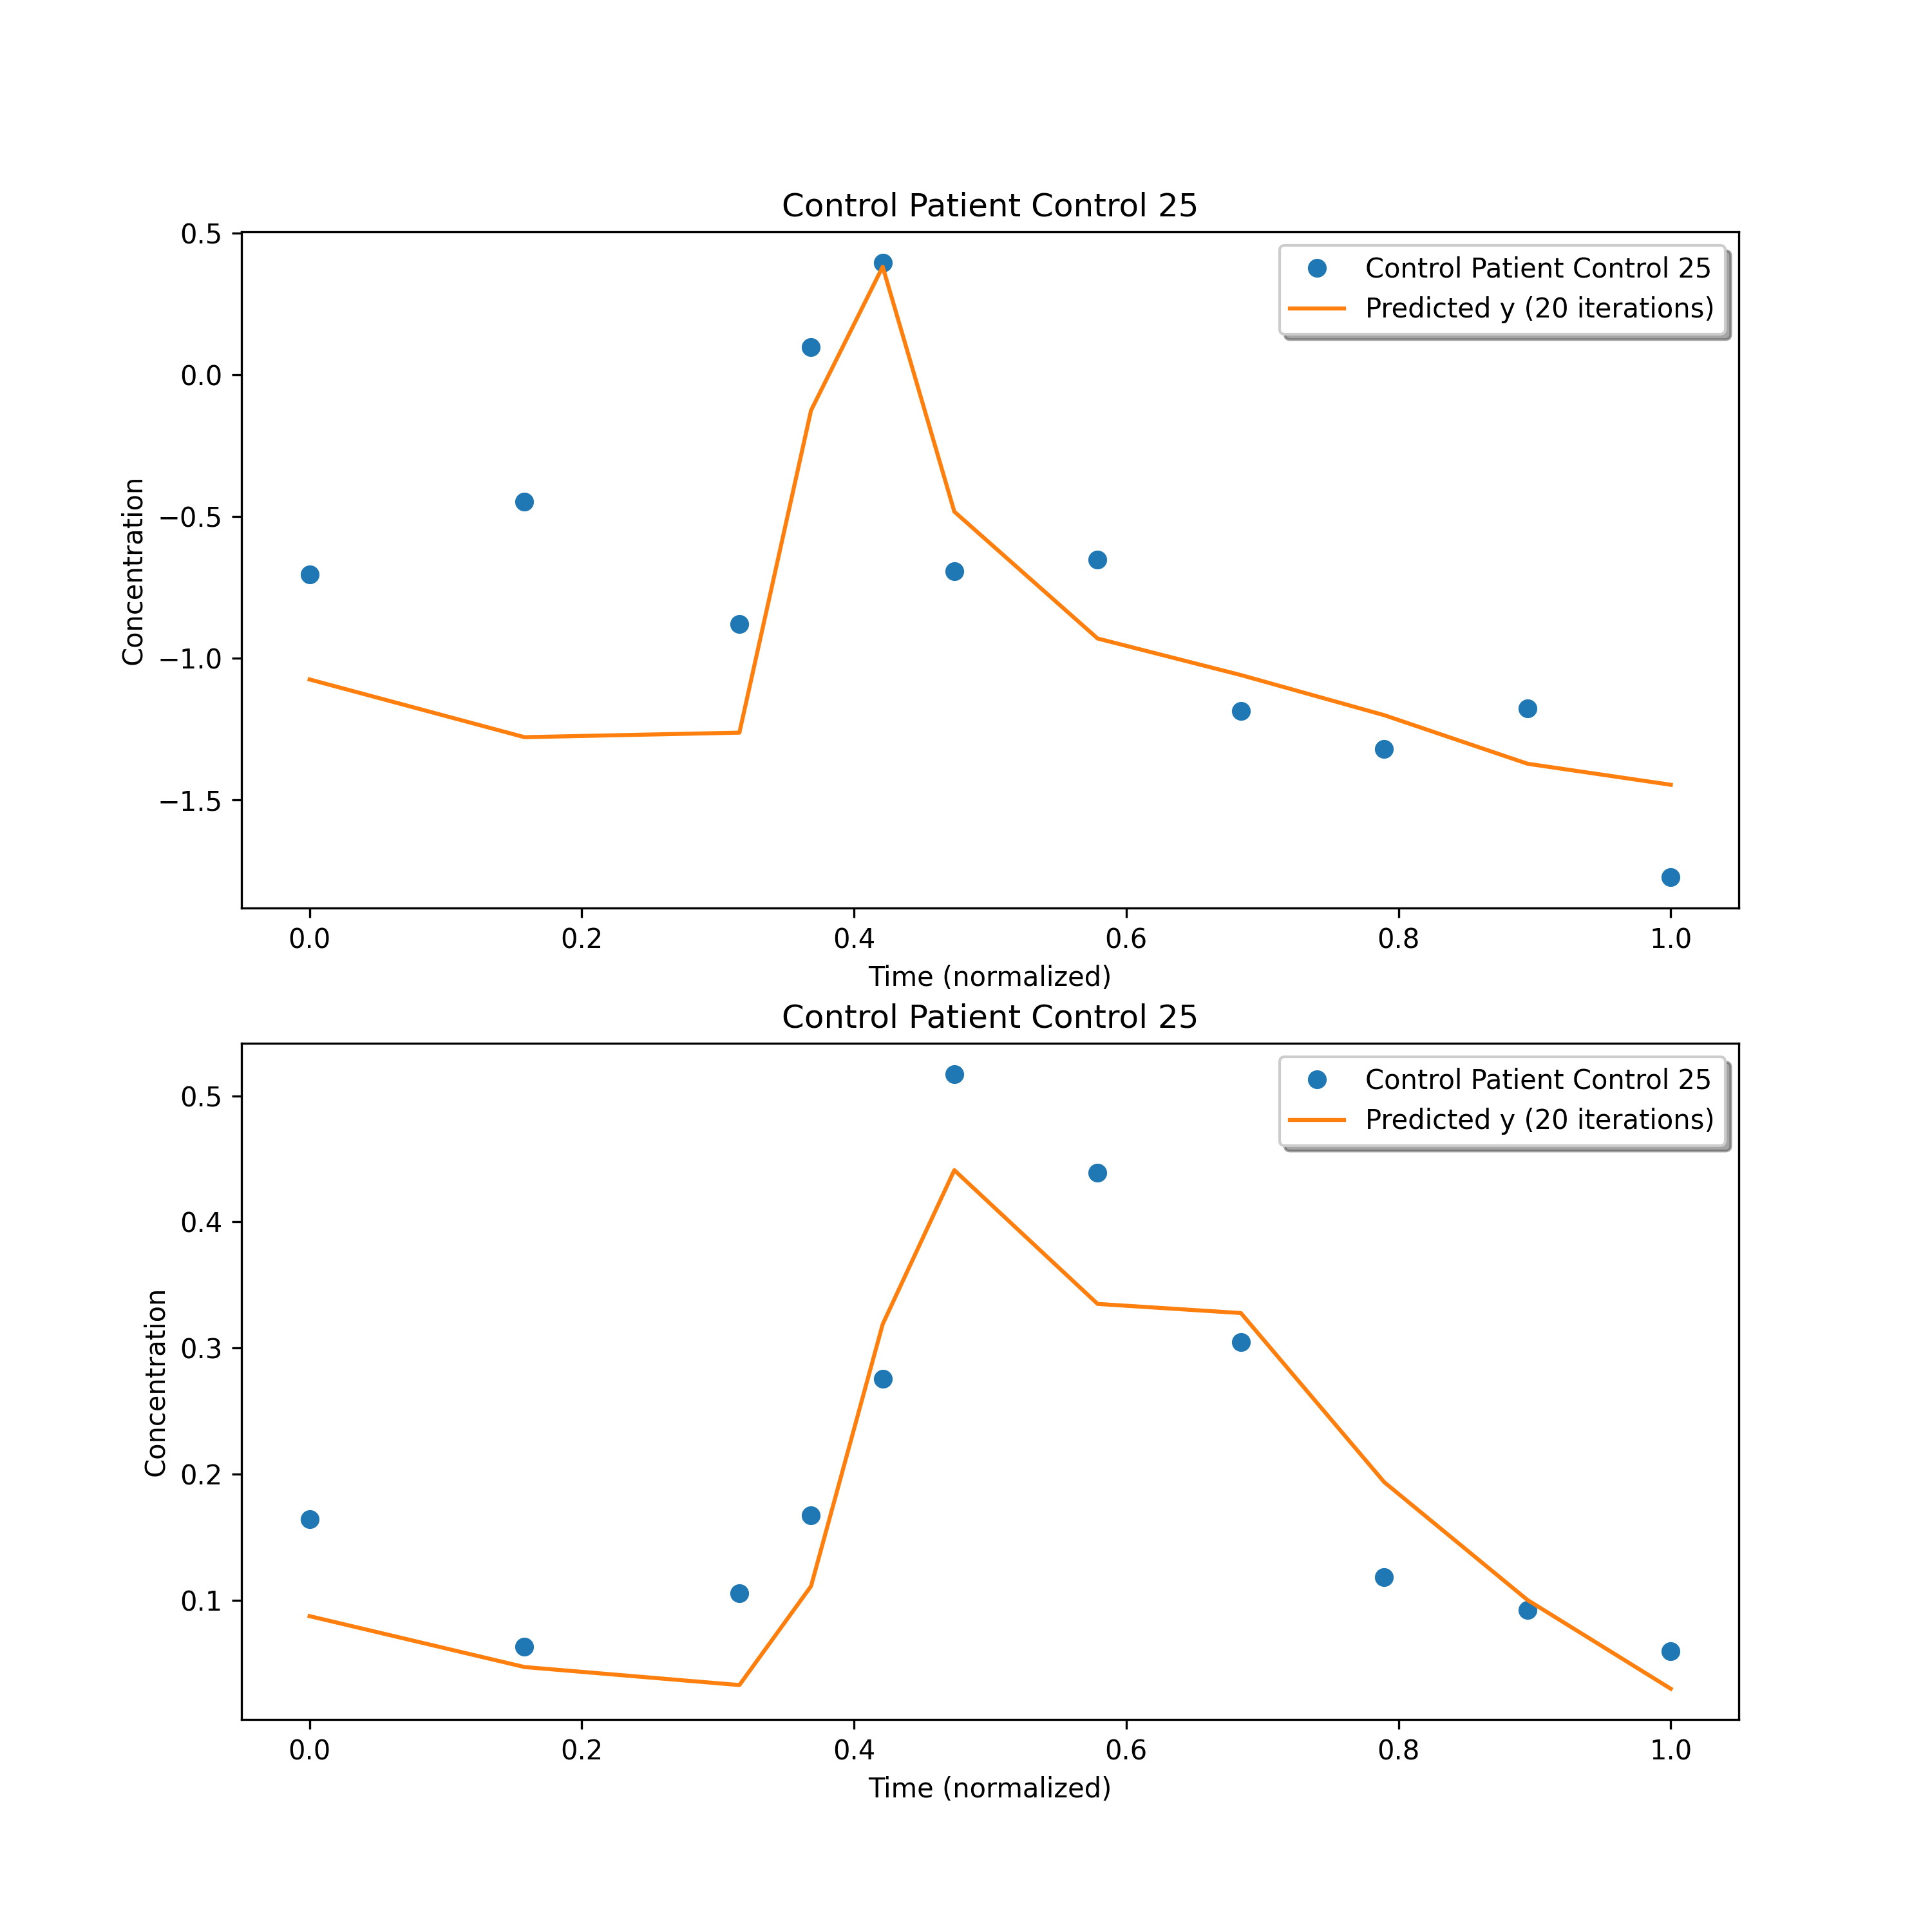 Control Patient Control 25
0.5
0.0
−0.5
−1.0
−1.5
Concentration
Control Patient Control 25
Predicted y (20 iterations)
0.0 0.2 0.4 0.6 0.8 1.0
Time (normalized)
Control Patient Control 25
0.5
0.4
0.3
0.2
0.1
Concentration
Control Patient Control 25
Predicted y (20 iterations)
0.0 0.2 0.4 0.6 0.8 1.0
Time (normalized)